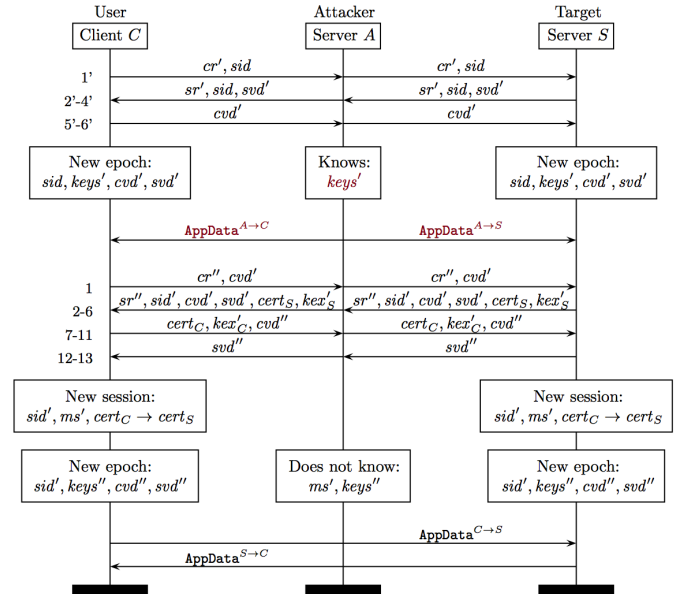 User Attacker Target
Client C Server A Server S
1' cr′, sid cr′, sid
2'-4' sr′, sid, svd′ sr′, sid, svd′
5'-6' cvd′ cvd′
New epoch: Knows: New epoch:
sid, keys′, cvd′, svd′ keys′ sid, keys′, cvd′, svd′
AppData^{A→C} AppData^{A→S}
1 cr″, cvd′ cr″, cvd′
2-6 sr″, sid′, cvd′, svd′, cert_S, kex′_S sr″, sid′, cvd′, svd′, cert_S, kex′_S
7-11 cert_C, kex′_C, cvd″ cert_C, kex′_C, cvd″
12-13 svd″ svd″
New session: New session:
sid′, ms′, cert_C → cert_S sid′, ms′, cert_C → cert_S
New epoch: Does not know: New epoch:
sid′, keys″, cvd″, svd″ ms′, keys″ sid′, keys″, cvd″, svd″
AppData^{C→S}
AppData^{S→C}